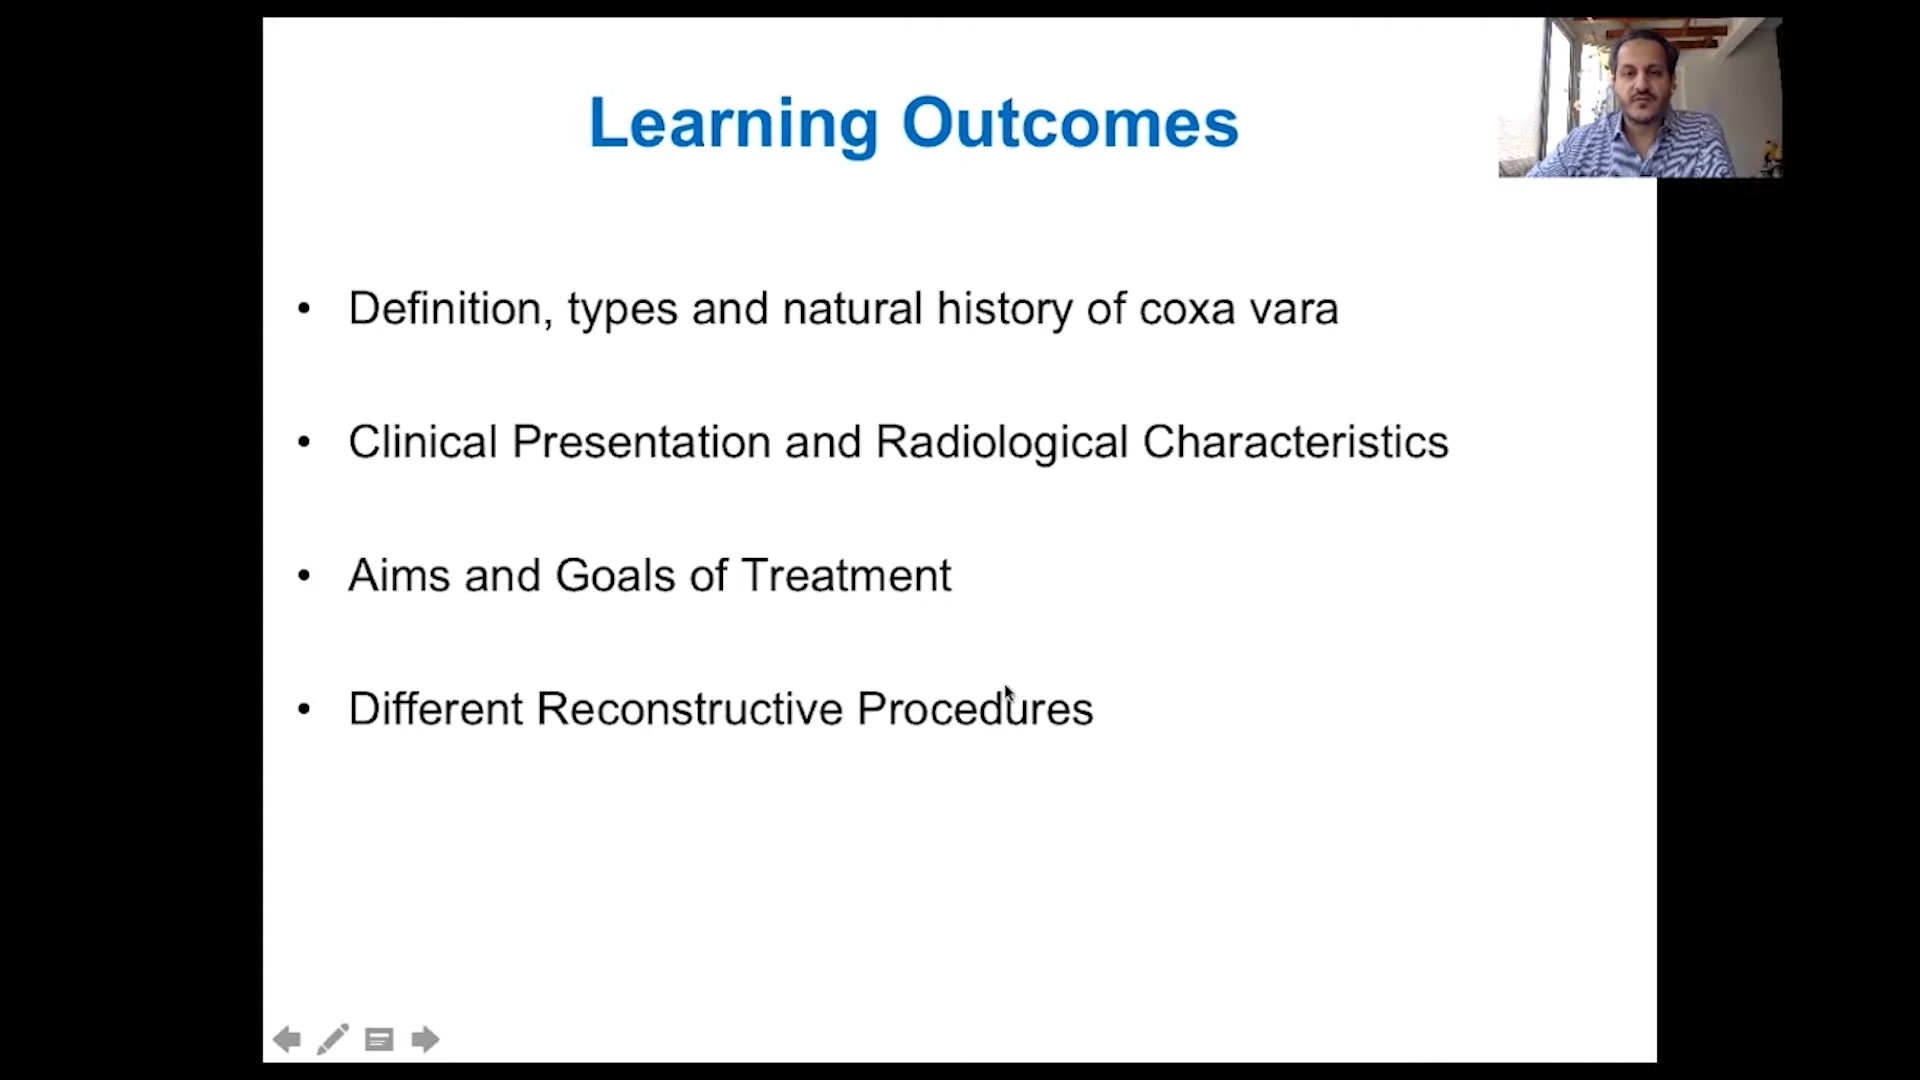 Learning Outcomes
• Definition, types and natural history of coxa vara
• Clinical Presentation and Radiological Characteristics
• Aims and Goals of Treatment
• Different Reconstructive Procedures